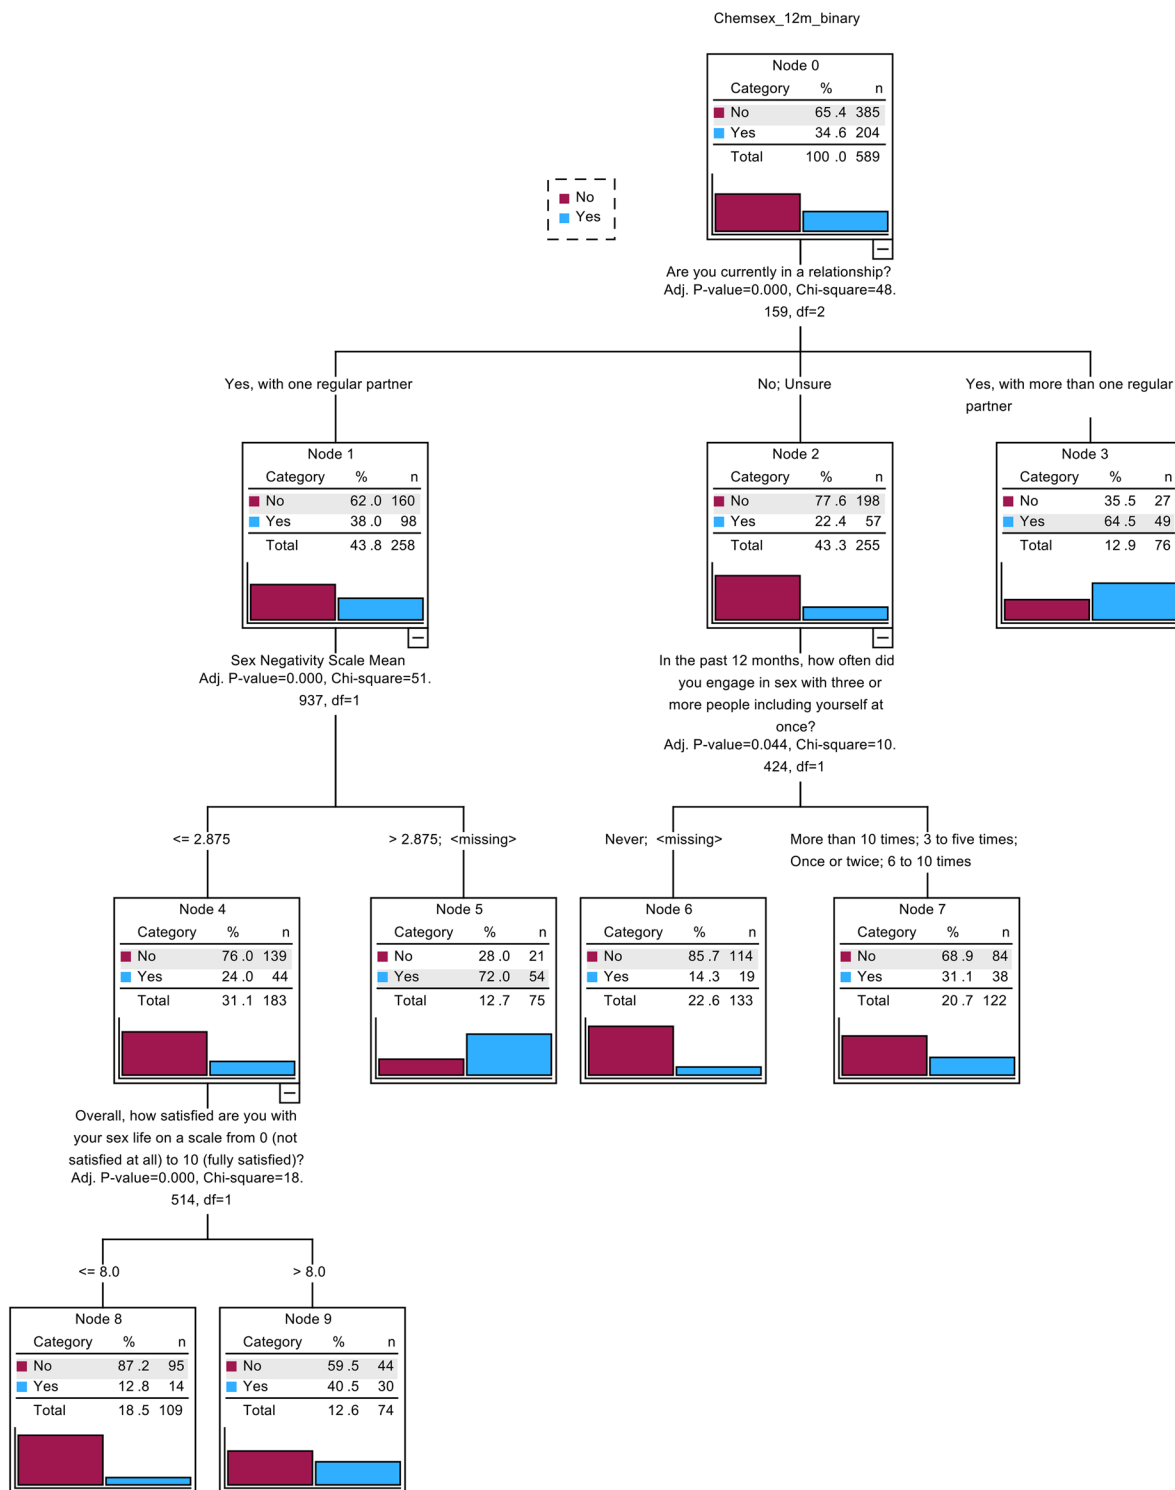 Chemsex_12m_binary
Node 0
Category % n
No 65 .4 385
Yes 34 .6 204
Total 100 .0 589
No
Yes
Are you currently in a relationship?
Adj. P-value=0.000, Chi-square=48.
159, df=2
Yes, with one regular partner
No; Unsure
Yes, with more than one regular
partner
Node 1
Category % n
No 62 .0 160
Yes 38 .0 98
Total 43 .8 258
Node 2
Category % n
No 77 .6 198
Yes 22 .4 57
Total 43 .3 255
Node 3
Category % n
No 35 .5 27
Yes 64 .5 49
Total 12 .9 76
Sex Negativity Scale Mean
Adj. P-value=0.000, Chi-square=51.
937, df=1
In the past 12 months, how often did
you engage in sex with three or
more people including yourself at
once?
Adj. P-value=0.044, Chi-square=10.
424, df=1
<= 2.875
> 2.875; <missing>
Never; <missing>
More than 10 times; 3 to five times;
Once or twice; 6 to 10 times
Node 4
Category % n
No 76 .0 139
Yes 24 .0 44
Total 31 .1 183
Node 5
Category % n
No 28 .0 21
Yes 72 .0 54
Total 12 .7 75
Node 6
Category % n
No 85 .7 114
Yes 14 .3 19
Total 22 .6 133
Node 7
Category % n
No 68 .9 84
Yes 31 .1 38
Total 20 .7 122
Overall, how satisfied are you with
your sex life on a scale from 0 (not
satisfied at all) to 10 (fully satisfied)?
Adj. P-value=0.000, Chi-square=18.
514, df=1
<= 8.0
> 8.0
Node 8
Category % n
No 87 .2 95
Yes 12 .8 14
Total 18 .5 109
Node 9
Category % n
No 59 .5 44
Yes 40 .5 30
Total 12 .6 74